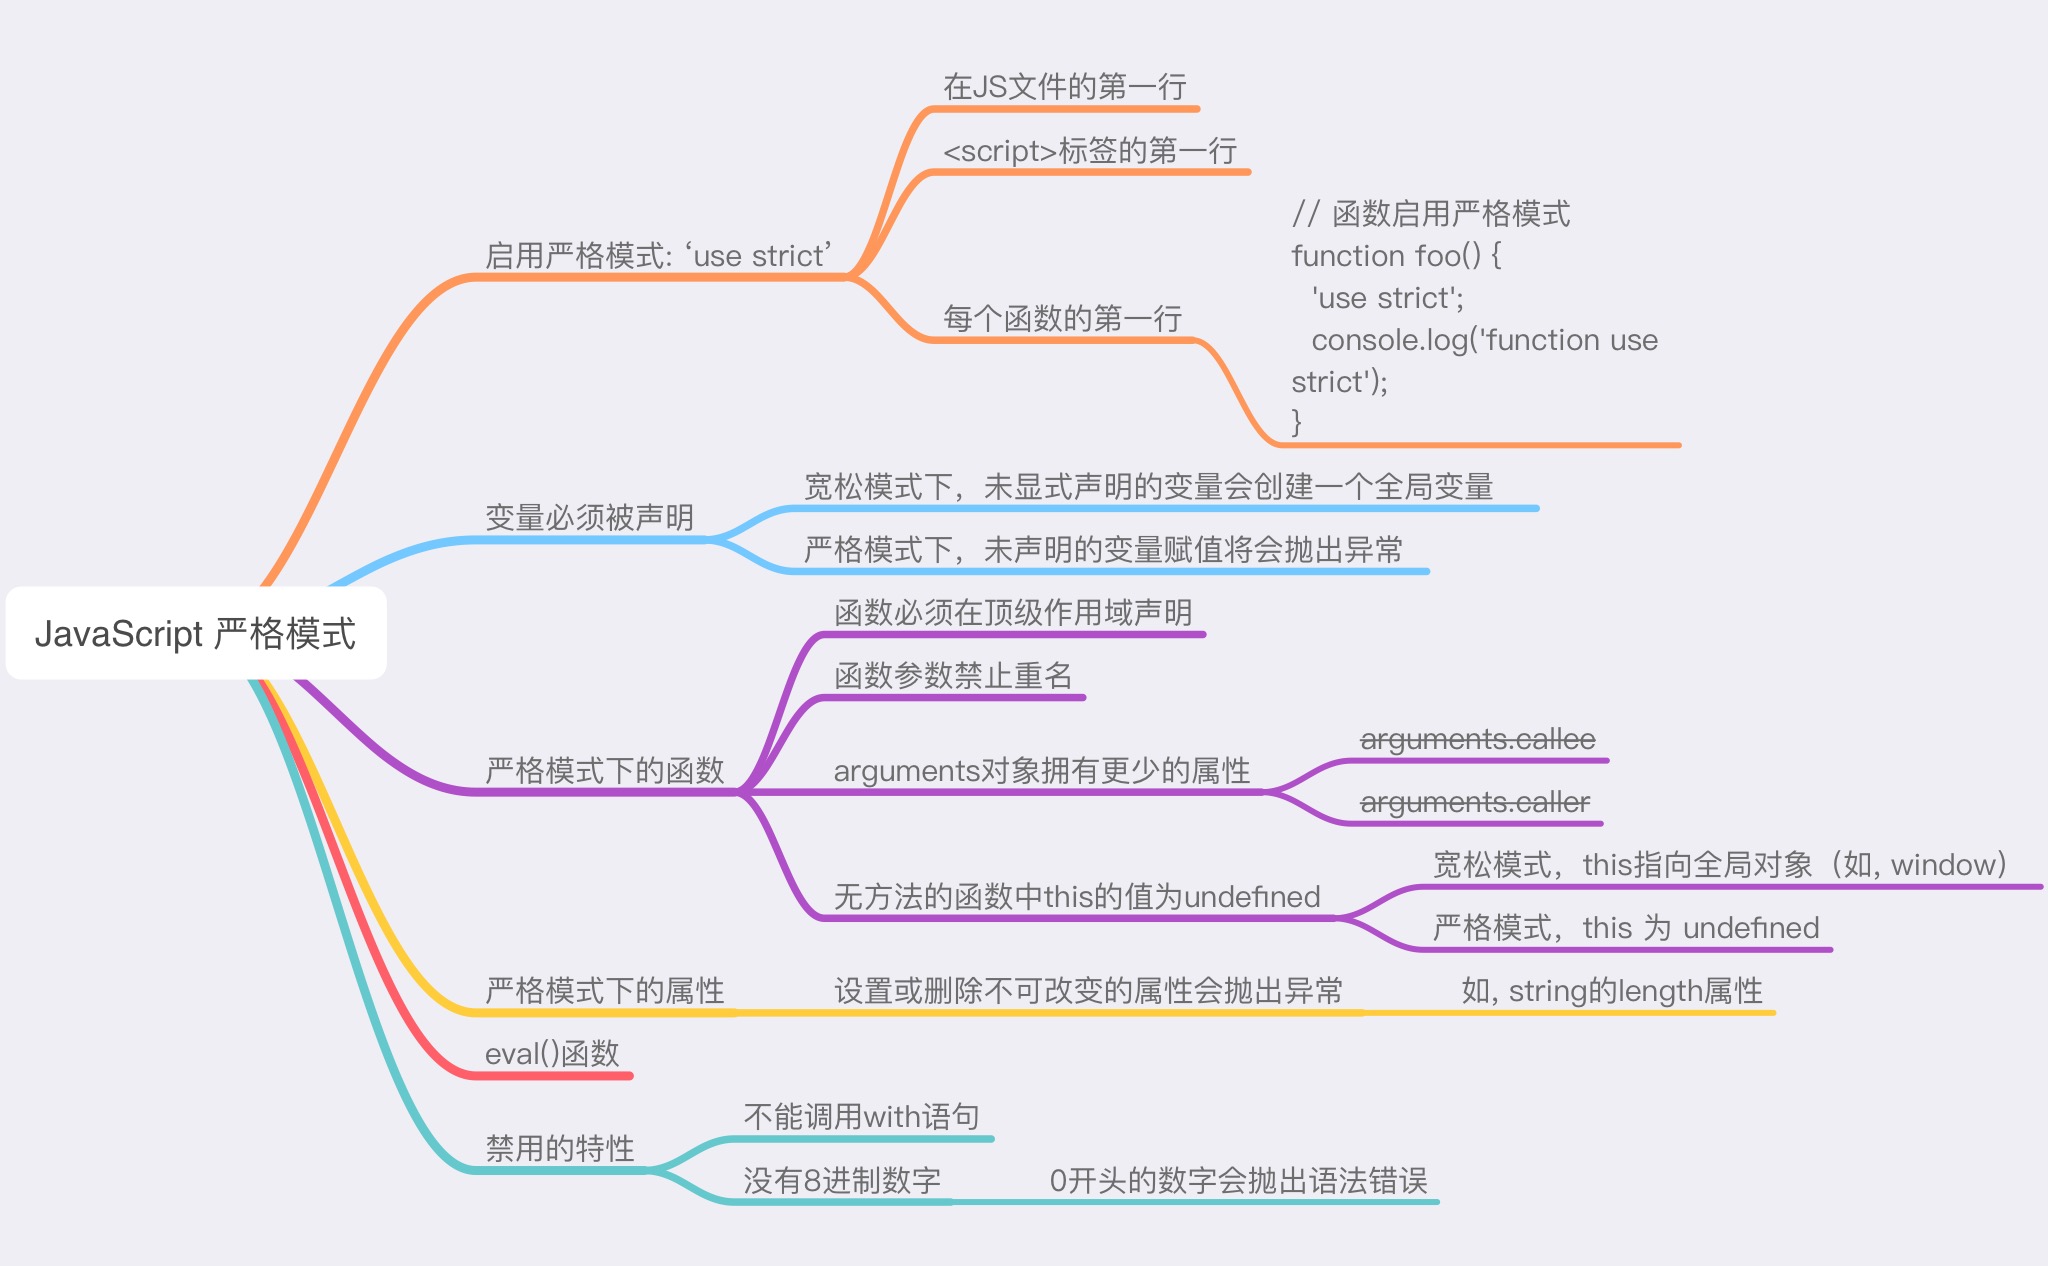 JavaScript 严格模式
启用严格模式: ‘use strict’
在JS文件的第一行
<script>标签的第一行
每个函数的第一行
// 函数启用严格模式
function foo() {
'use strict';
console.log('function use
strict');
}
变量必须被声明
宽松模式下，未显式声明的变量会创建一个全局变量
严格模式下，未声明的变量赋值将会抛出异常
严格模式下的函数
函数必须在顶级作用域声明
函数参数禁止重名
arguments对象拥有更少的属性
arguments.callee
arguments.caller
无方法的函数中this的值为undefined
宽松模式，this指向全局对象（如, window）
严格模式，this 为 undefined
严格模式下的属性
设置或删除不可改变的属性会抛出异常
如, string的length属性
eval()函数
禁用的特性
不能调用with语句
没有8进制数字
0开头的数字会抛出语法错误